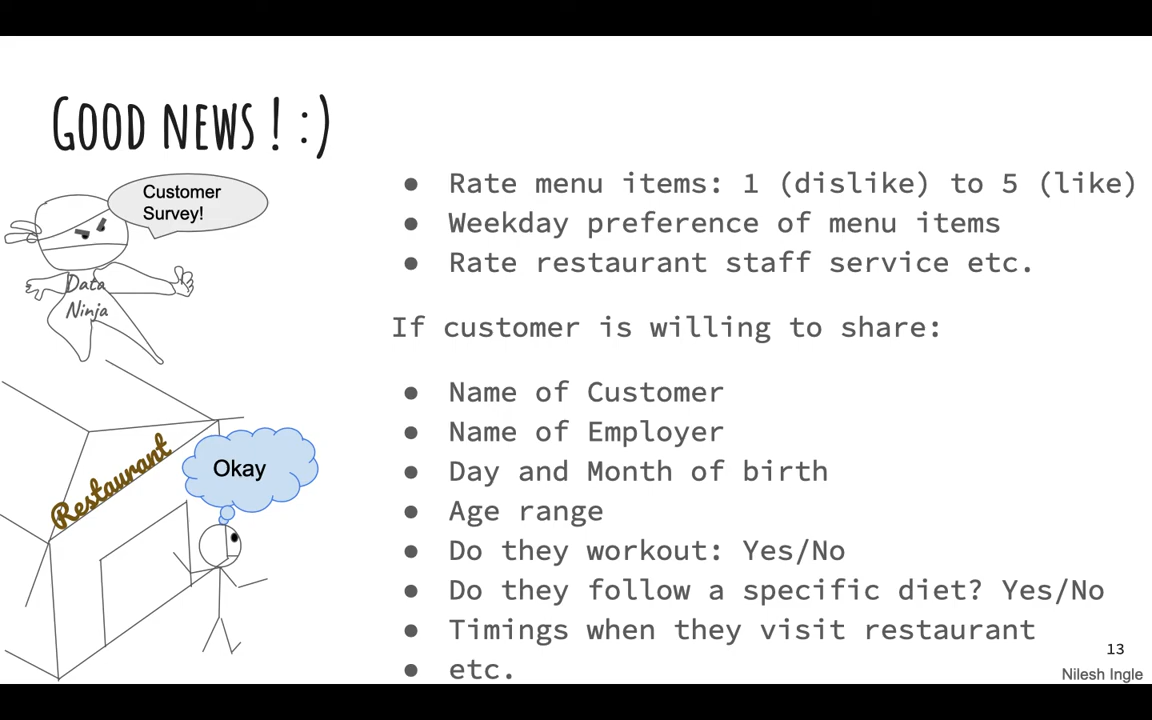 Good news ! :)
Customer
Survey!
Data
Ninja
Restaurant
Okay
● Rate menu items: 1 (dislike) to 5 (like)
● Weekday preference of menu items
● Rate restaurant staff service etc.
If customer is willing to share:
● Name of Customer
● Name of Employer
● Day and Month of birth
● Age range
● Do they workout: Yes/No
● Do they follow a specific diet? Yes/No
● Timings when they visit restaurant
● etc.
13
Nilesh Ingle